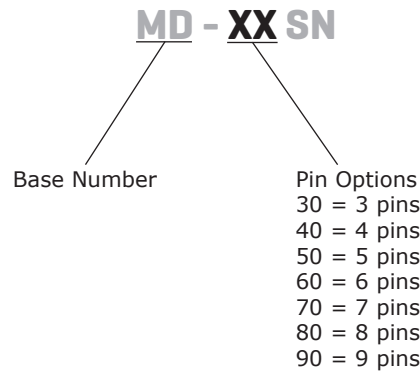 MD - XX SN
Base Number
Pin Options
30 = 3 pins
40 = 4 pins
50 = 5 pins
60 = 6 pins
70 = 7 pins
80 = 8 pins
90 = 9 pins